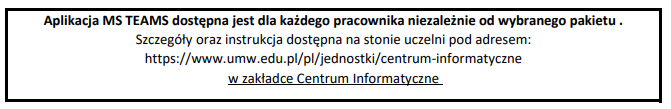 Aplikacja MS TEAMS dostępna jest dla każdego pracownika niezależnie od wybranego pakietu .
Szczegóły oraz instrukcja dostępna na stonie uczelni pod adresem:
https://www.umw.edu.pl/pl/jednostki/centrum-informatyczne
w zakładce Centrum Informatyczne